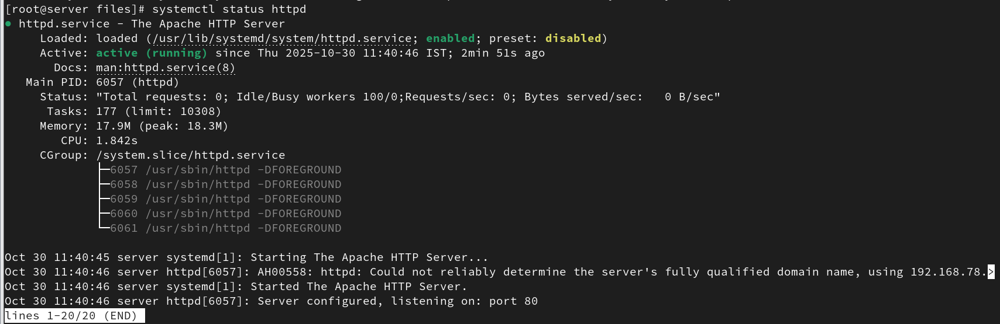 [root@server files]# systemctl status httpd
● httpd.service - The Apache HTTP Server
     Loaded: loaded (/usr/lib/systemd/system/httpd.service; enabled; preset: disabled)
     Active: active (running) since Thu 2025-10-30 11:40:46 IST; 2min 51s ago
       Docs: man:httpd.service(8)
   Main PID: 6057 (httpd)
     Status: "Total requests: 0; Idle/Busy workers 100/0;Requests/sec: 0; Bytes served/sec:   0 B/sec"
      Tasks: 177 (limit: 10308)
     Memory: 17.9M (peak: 18.3M)
        CPU: 1.842s
     CGroup: /system.slice/httpd.service
             ├─6057 /usr/sbin/httpd -DFOREGROUND
             ├─6058 /usr/sbin/httpd -DFOREGROUND
             ├─6059 /usr/sbin/httpd -DFOREGROUND
             ├─6060 /usr/sbin/httpd -DFOREGROUND
             └─6061 /usr/sbin/httpd -DFOREGROUND

Oct 30 11:40:45 server systemd[1]: Starting The Apache HTTP Server...
Oct 30 11:40:46 server httpd[6057]: AH00558: httpd: Could not reliably determine the server's fully qualified domain name, using 192.168.78.>
Oct 30 11:40:46 server systemd[1]: Started The Apache HTTP Server.
Oct 30 11:40:46 server httpd[6057]: Server configured, listening on: port 80
lines 1-20/20 (END)